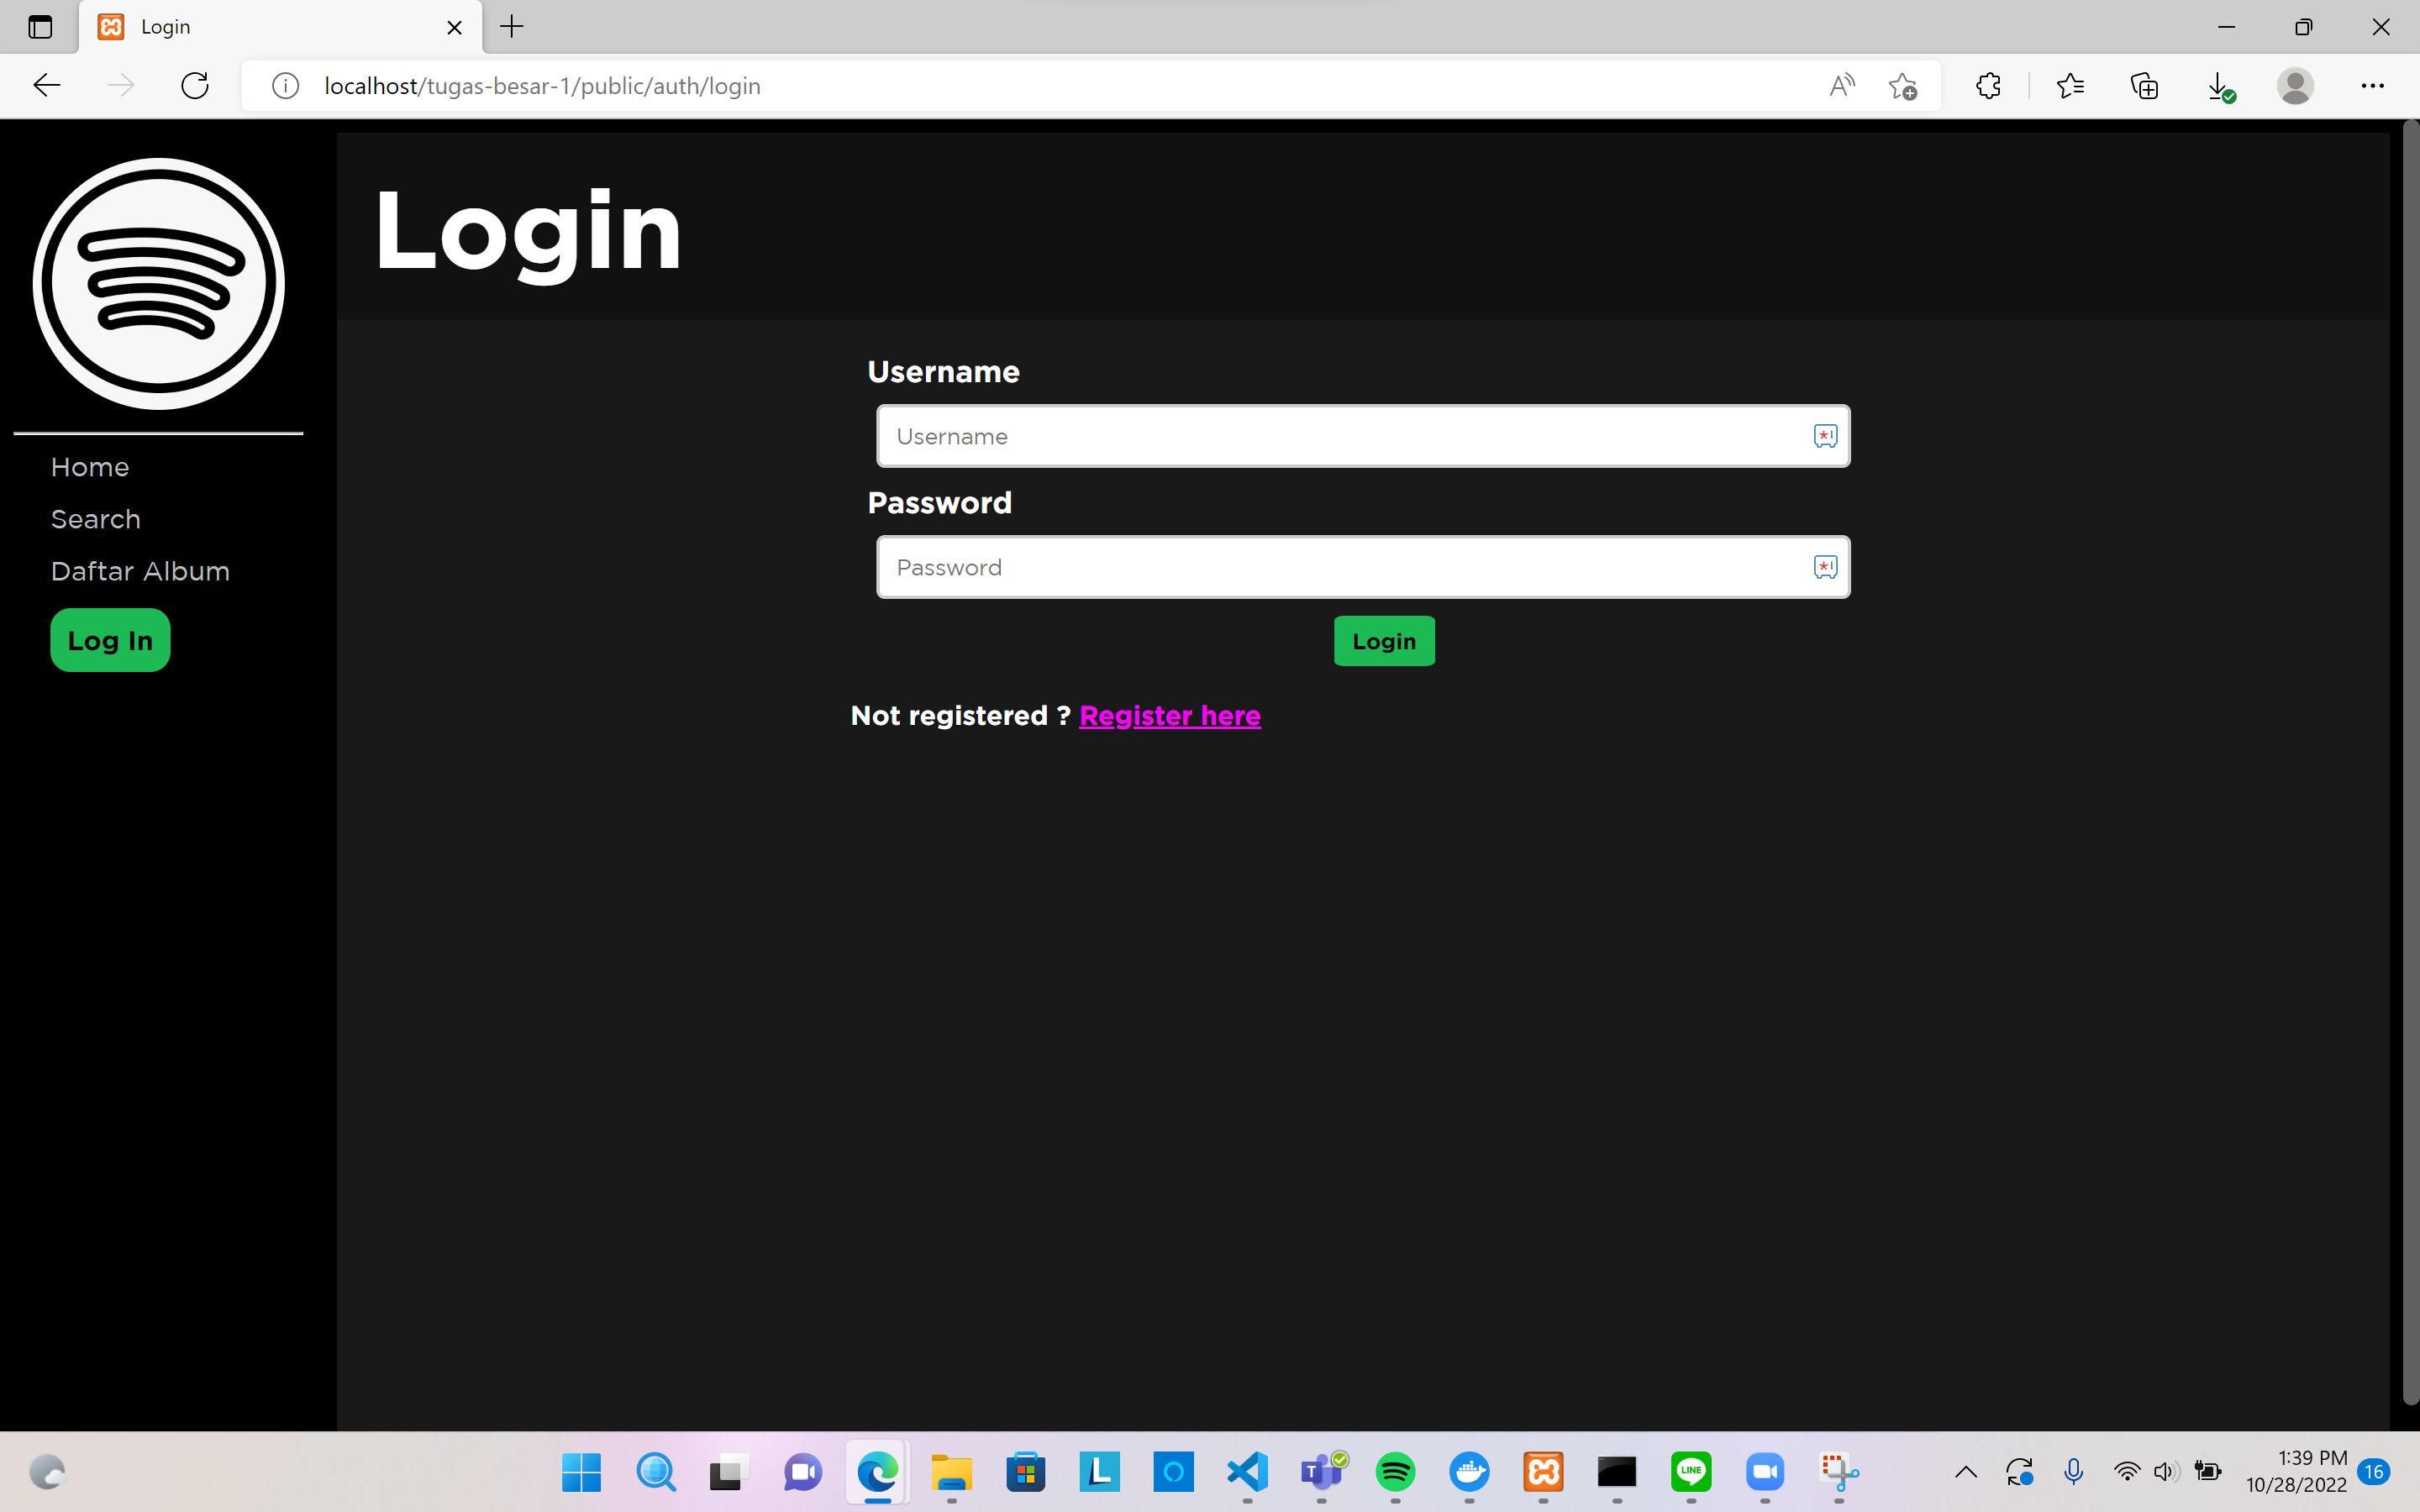 Login
localhost/tugas-besar-1/public/auth/login
Login
Home
Search
Daftar Album
Log In
Username
Username
Password
Password
Login
Not registered ? Register here
L
T
LINE
1:39 PM
10/28/2022
16